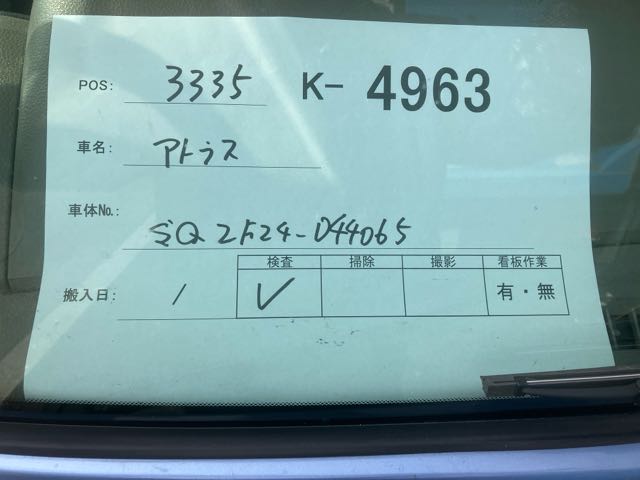 POS: 3335 K- 4963
車名: アトラス
車体No.: SQ2F24-044065
検査 掃除 撮影 看板作業
搬入日: / ✓ 有・無